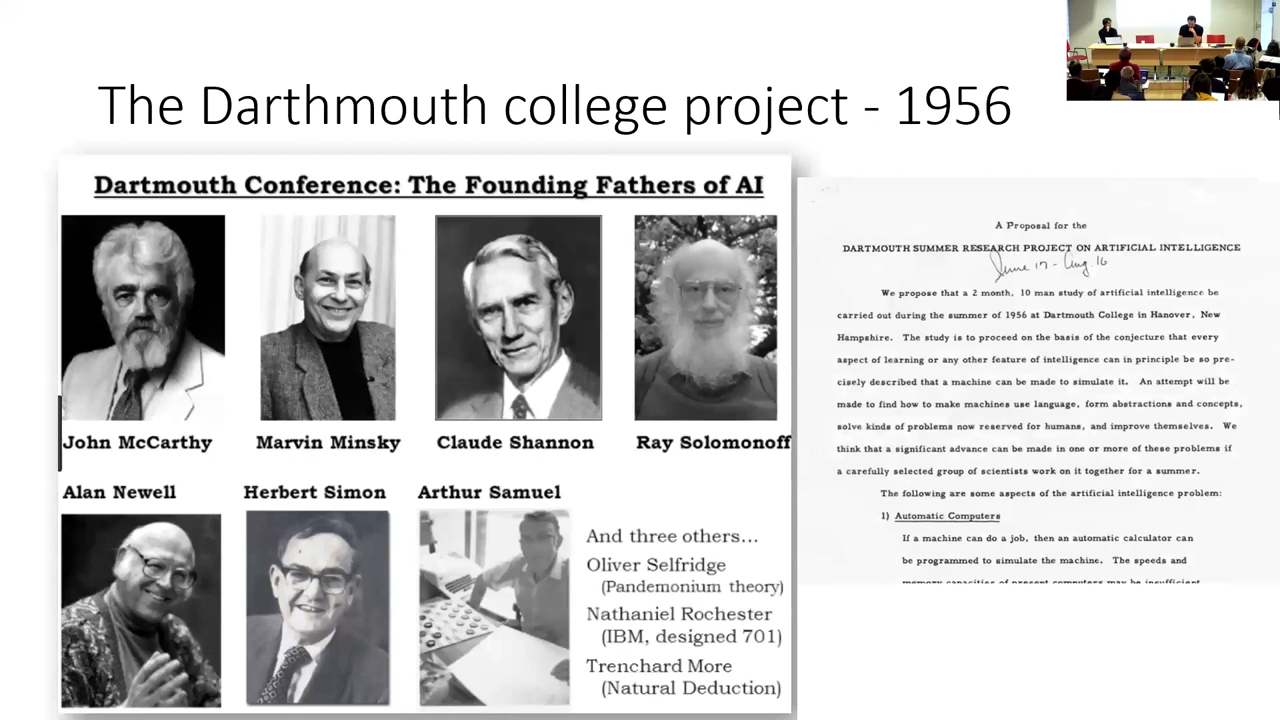 The Darthmouth college project - 1956
Dartmouth Conference: The Founding Fathers of AI
John McCarthy
Marvin Minsky
Claude Shannon
Ray Solomonoff
Alan Newell
Herbert Simon
Arthur Samuel
And three others...
Oliver Selfridge
(Pandemonium theory)
Nathaniel Rochester
(IBM, designed 701)
Trenchard More
(Natural Deduction)
A Proposal for the
DARTMOUTH SUMMER RESEARCH PROJECT ON ARTIFICIAL INTELLIGENCE
June 17 - Aug. 16
We propose that a 2 month, 10 man study of artificial intelligence be
carried out during the summer of 1956 at Dartmouth College in Hanover, New
Hampshire. The study is to proceed on the basis of the conjecture that every
aspect of learning or any other feature of intelligence can in principle be so pre-
cisely described that a machine can be made to simulate it. An attempt will be
made to find how to make machines use language, form abstractions and concepts,
solve kinds of problems now reserved for humans, and improve themselves. We
think that a significant advance can be made in one or more of these problems if
a carefully selected group of scientists work on it together for a summer.
The following are some aspects of the artificial intelligence problem:
1) Automatic Computers
If a machine can do a job, then an automatic calculator can
be programmed to simulate the machine. The speeds and
memory capacities of present computers may be insufficient